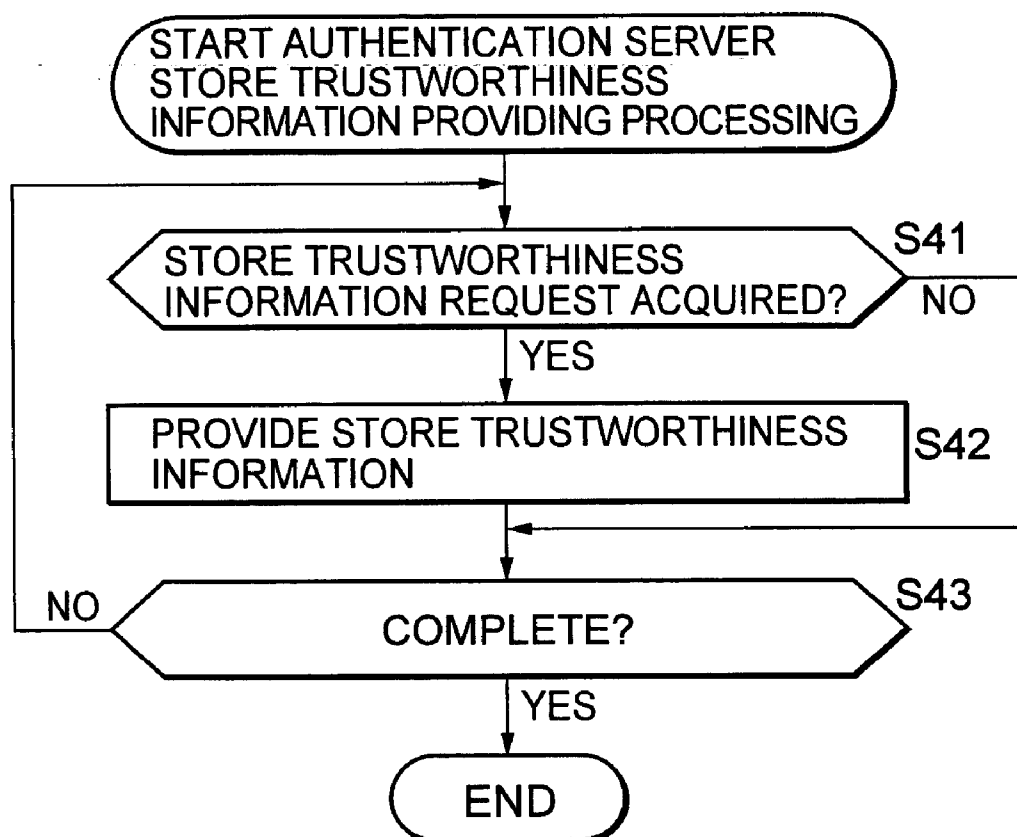 START AUTHENTICATION SERVER
STORE TRUSTWORTHINESS
INFORMATION PROVIDING PROCESSING
STORE TRUSTWORTHINESS
INFORMATION REQUEST ACQUIRED?
S41
NO
YES
PROVIDE STORE TRUSTWORTHINESS
INFORMATION
S42
NO
COMPLETE?
S43
YES
END